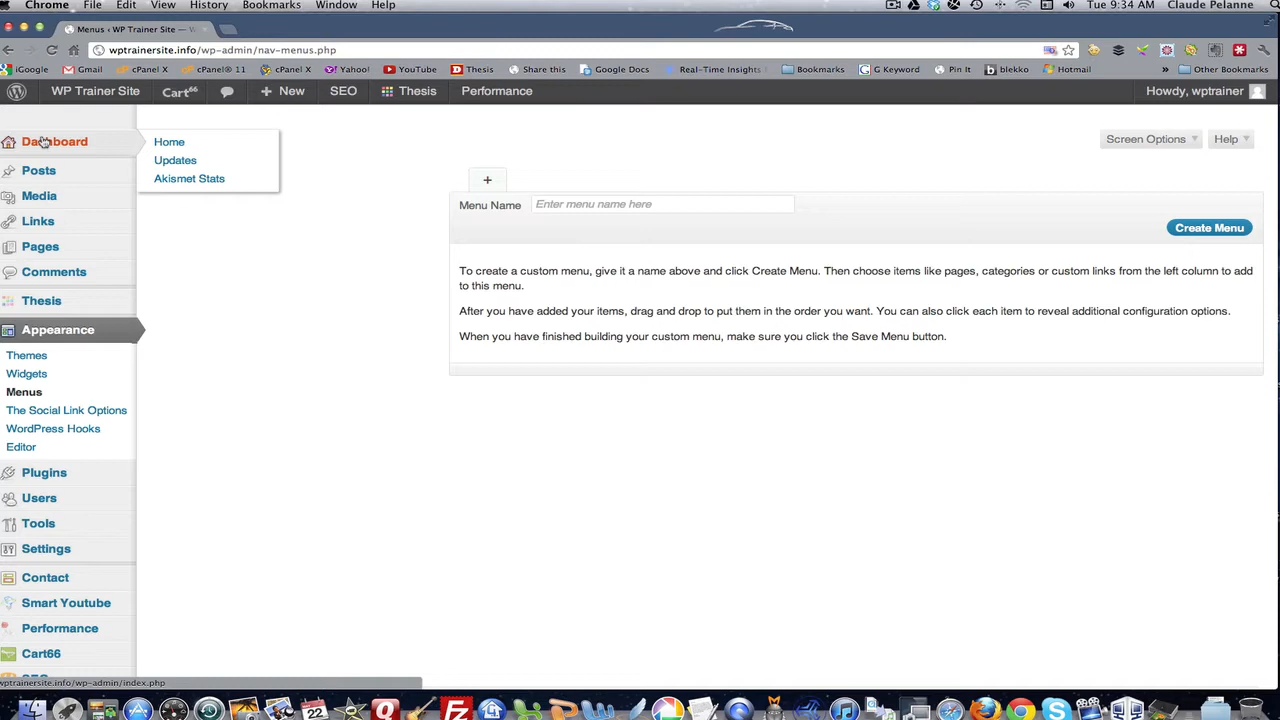 Chrome File Edit View History Bookmarks Window Help Tue 9:34 AM Claude Pelanne
Menus ‹ WP Trainer Site — W
wptrainersite.info/wp-admin/nav-menus.php
iGoogle Gmail cPanel X cPanel® 11 cPanel X Yahoo! YouTube Thesis Share this Google Docs Real-Time Insights Bookmarks G Keyword Pin It blekko Hotmail » Other Bookmarks
WP Trainer Site Cart66 + New SEO Thesis Performance Howdy, wptrainer
Dashboard
Home
Updates
Akismet Stats
Screen Options Help
Posts
Media
Links
Pages
Comments
Thesis
Appearance
Themes
Widgets
Menus
The Social Link Options
WordPress Hooks
Editor
Plugins
Users
Tools
Settings
Contact
Smart Youtube
Performance
Cart66
+
Menu Name Enter menu name here
Create Menu
To create a custom menu, give it a name above and click Create Menu. Then choose items like pages, categories or custom links from the left column to add
to this menu.
After you have added your items, drag and drop to put them in the order you want. You can also click each item to reveal additional configuration options.
When you have finished building your custom menu, make sure you click the Save Menu button.
wptrainersite.info/wp-admin/index.php
22
Fz